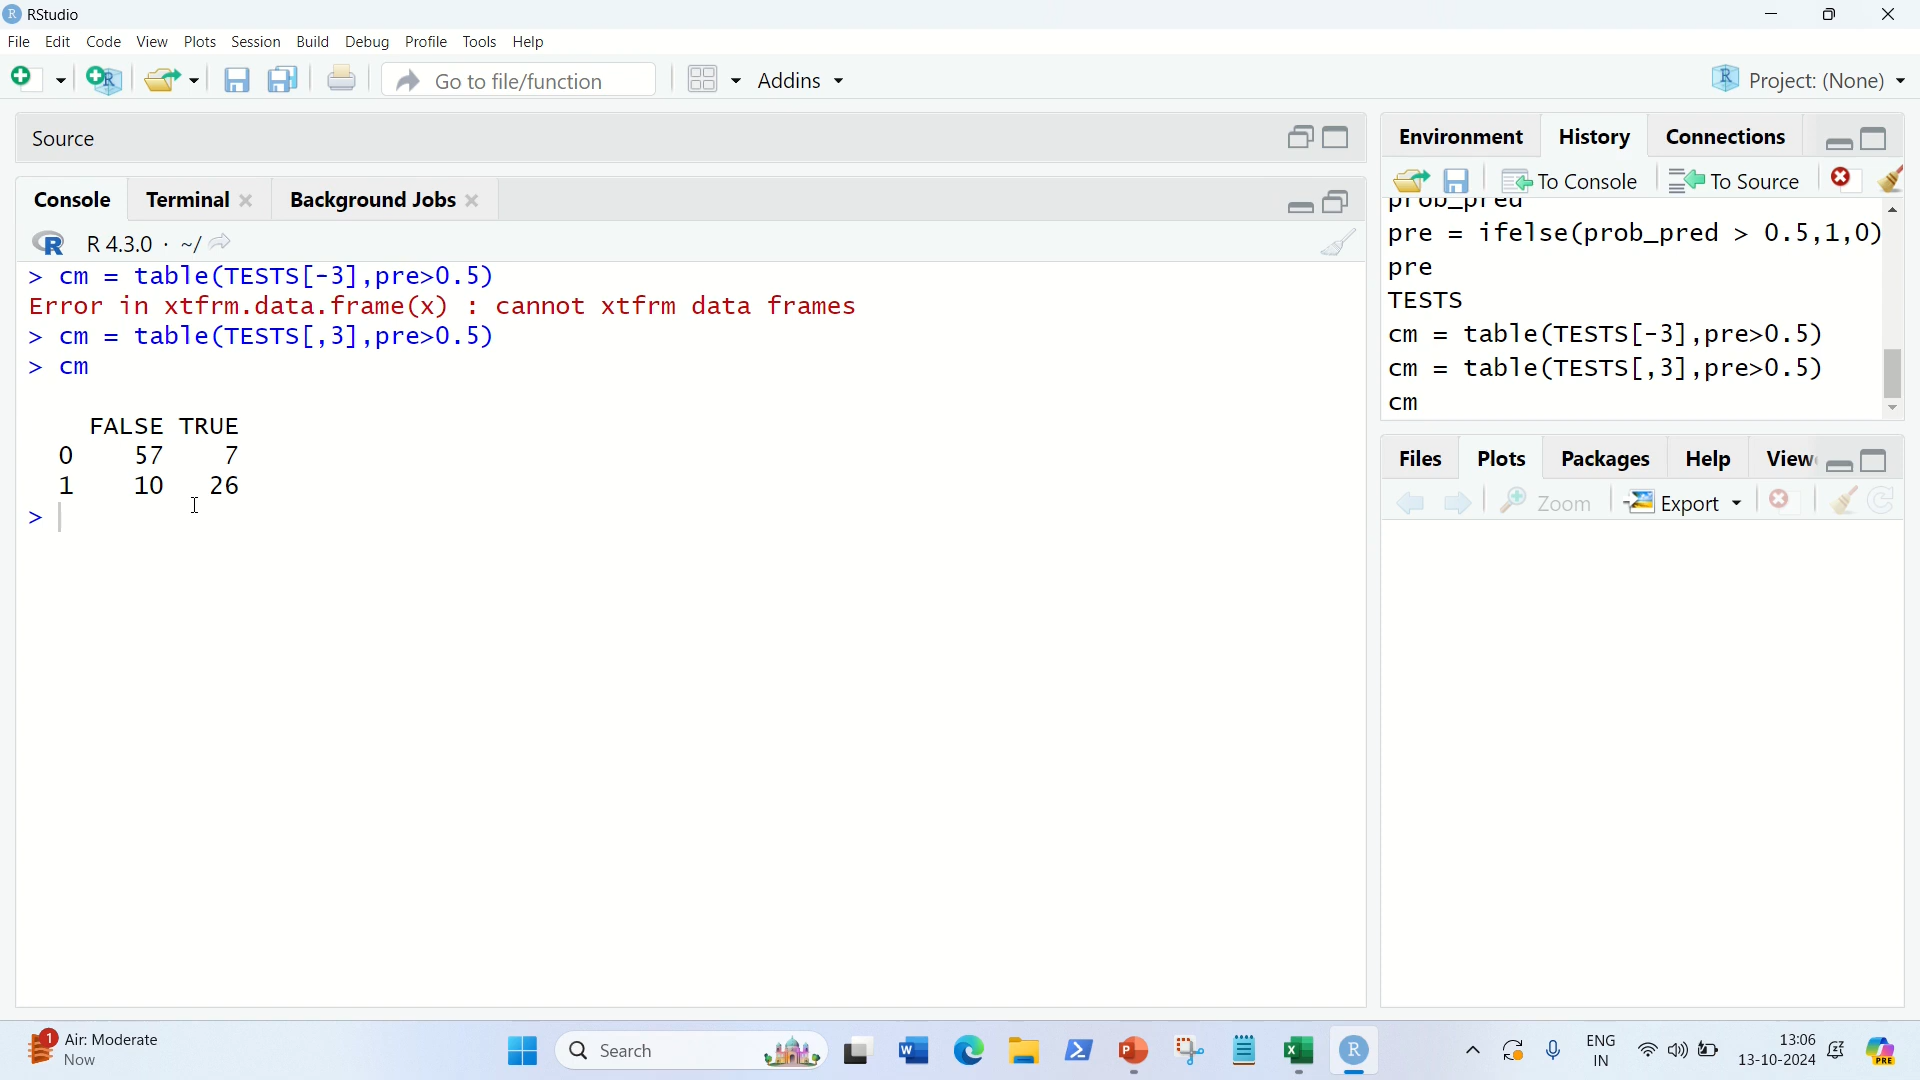 RStudio
File Edit Code View Plots Session Build Debug Profile Tools Help
Go to file/function Addins Project: (None)
Source
Console Terminal Background Jobs
R 4.3.0 · ~/
> cm = table(TESTS[-3],pre>0.5)
Error in xtfrm.data.frame(x) : cannot xtfrm data frames
> cm = table(TESTS[,3],pre>0.5)
> cm
FALSE TRUE
0 57 7
1 10 26
>
Environment History Connections
To Console To Source
prob_pred
pre = ifelse(prob_pred > 0.5,1,0)
pre
TESTS
cm = table(TESTS[-3],pre>0.5)
cm = table(TESTS[,3],pre>0.5)
cm
Files Plots Packages Help View
Zoom Export
1 Air: Moderate
Now
Search
ENG
IN
13:06
13-10-2024
PRE